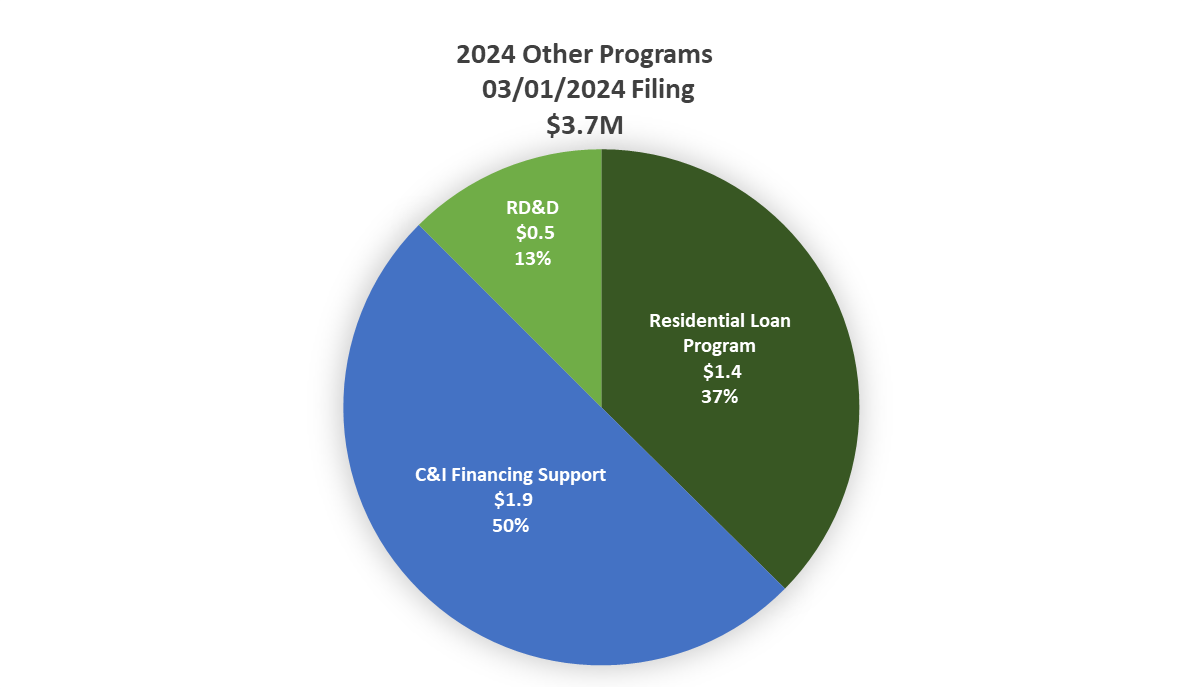 2024 Other Programs
03/01/2024 Filing
$3.7M
RD&D
$0.5
13%
Residential Loan
Program
$1.4
37%
C&I Financing Support
$1.9
50%